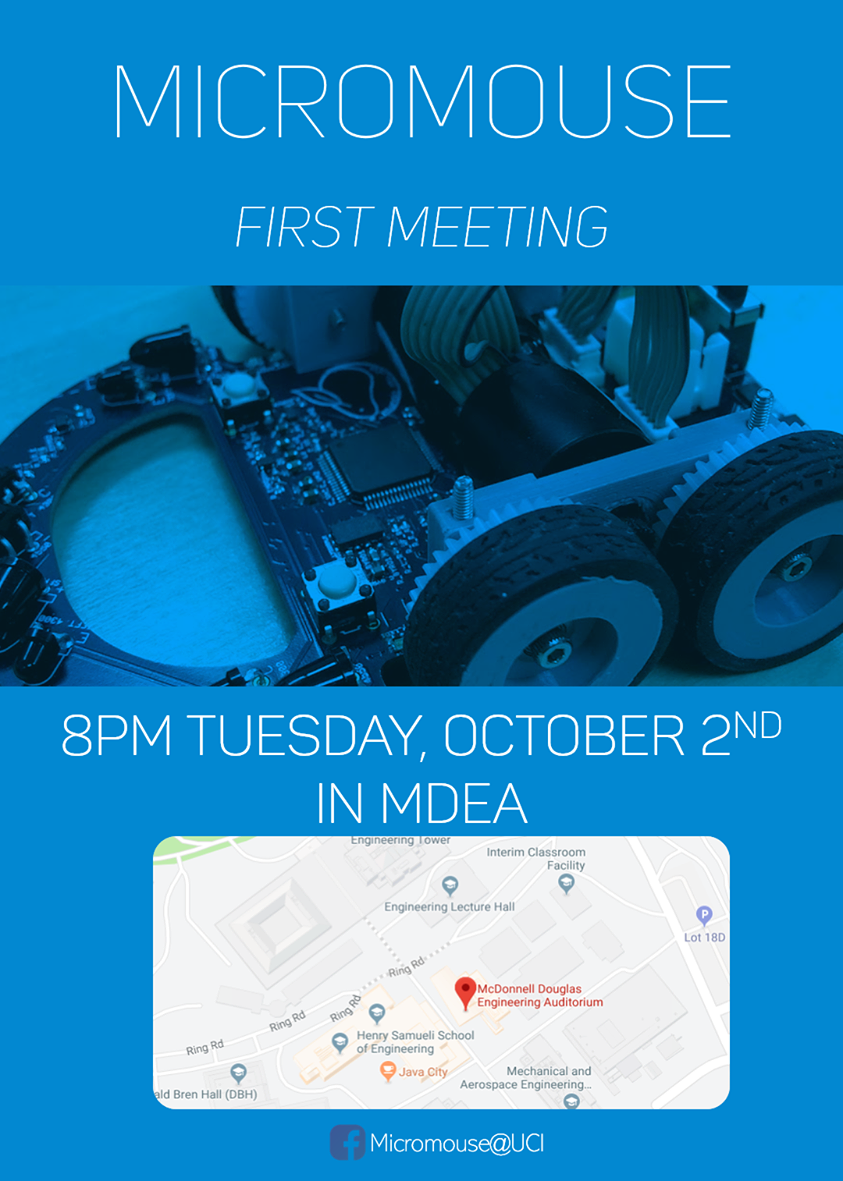 MICROMOUSE
FIRST MEETING
8PM TUESDAY, OCTOBER 2ND
IN MDEA
Engineering Tower
Interim Classroom
Facility
Engineering Lecture Hall
Lot 18D
P
Ring Rd
McDonnell Douglas
Engineering Auditorium
Ring Rd
Ring Rd
Ring Rd
Henry Samueli School
of Engineering
Java City
Mechanical and
Aerospace Engineering...
ald Bren Hall (DBH)
Micromouse@UCI